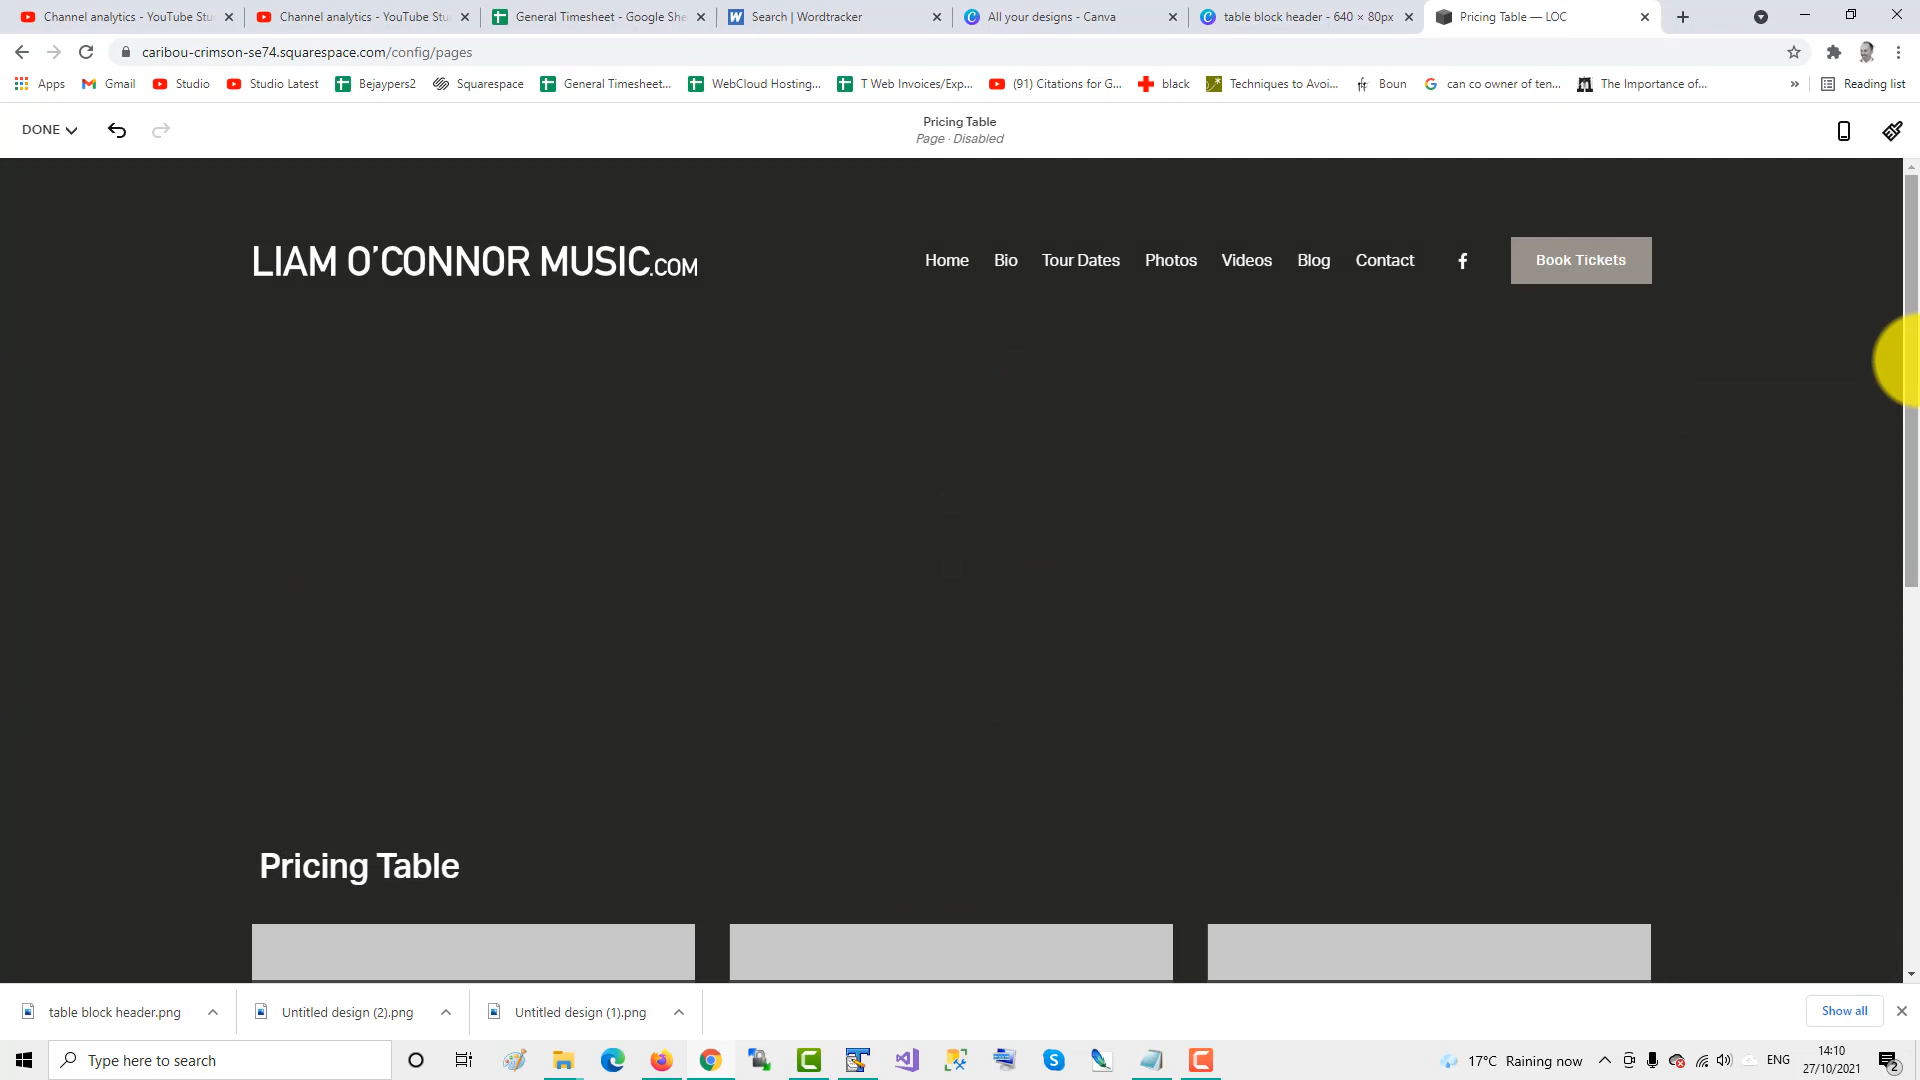 Channel analytics - YouTube Stu
Channel analytics - YouTube Stu
General Timesheet - Google She
Search | Wordtracker
All your designs - Canva
table block header - 640 × 80px
Pricing Table — LOC
caribou-crimson-se74.squarespace.com/config/pages
Apps
Gmail
Studio
Studio Latest
Bejaypers2
Squarespace
General Timesheet...
WebCloud Hosting...
T Web Invoices/Exp...
(91) Citations for G...
black
Techniques to Avoi...
Boun
can co owner of ten...
The Importance of...
»
Reading list
DONE
Pricing Table
Page · Disabled
LIAM O'CONNOR MUSIC.COM
Home
Bio
Tour Dates
Photos
Videos
Blog
Contact
Book Tickets
Pricing Table
table block header.png
Untitled design (2).png
Untitled design (1).png
Show all
Type here to search
17°C Raining now
ENG
14:10
27/10/2021
2